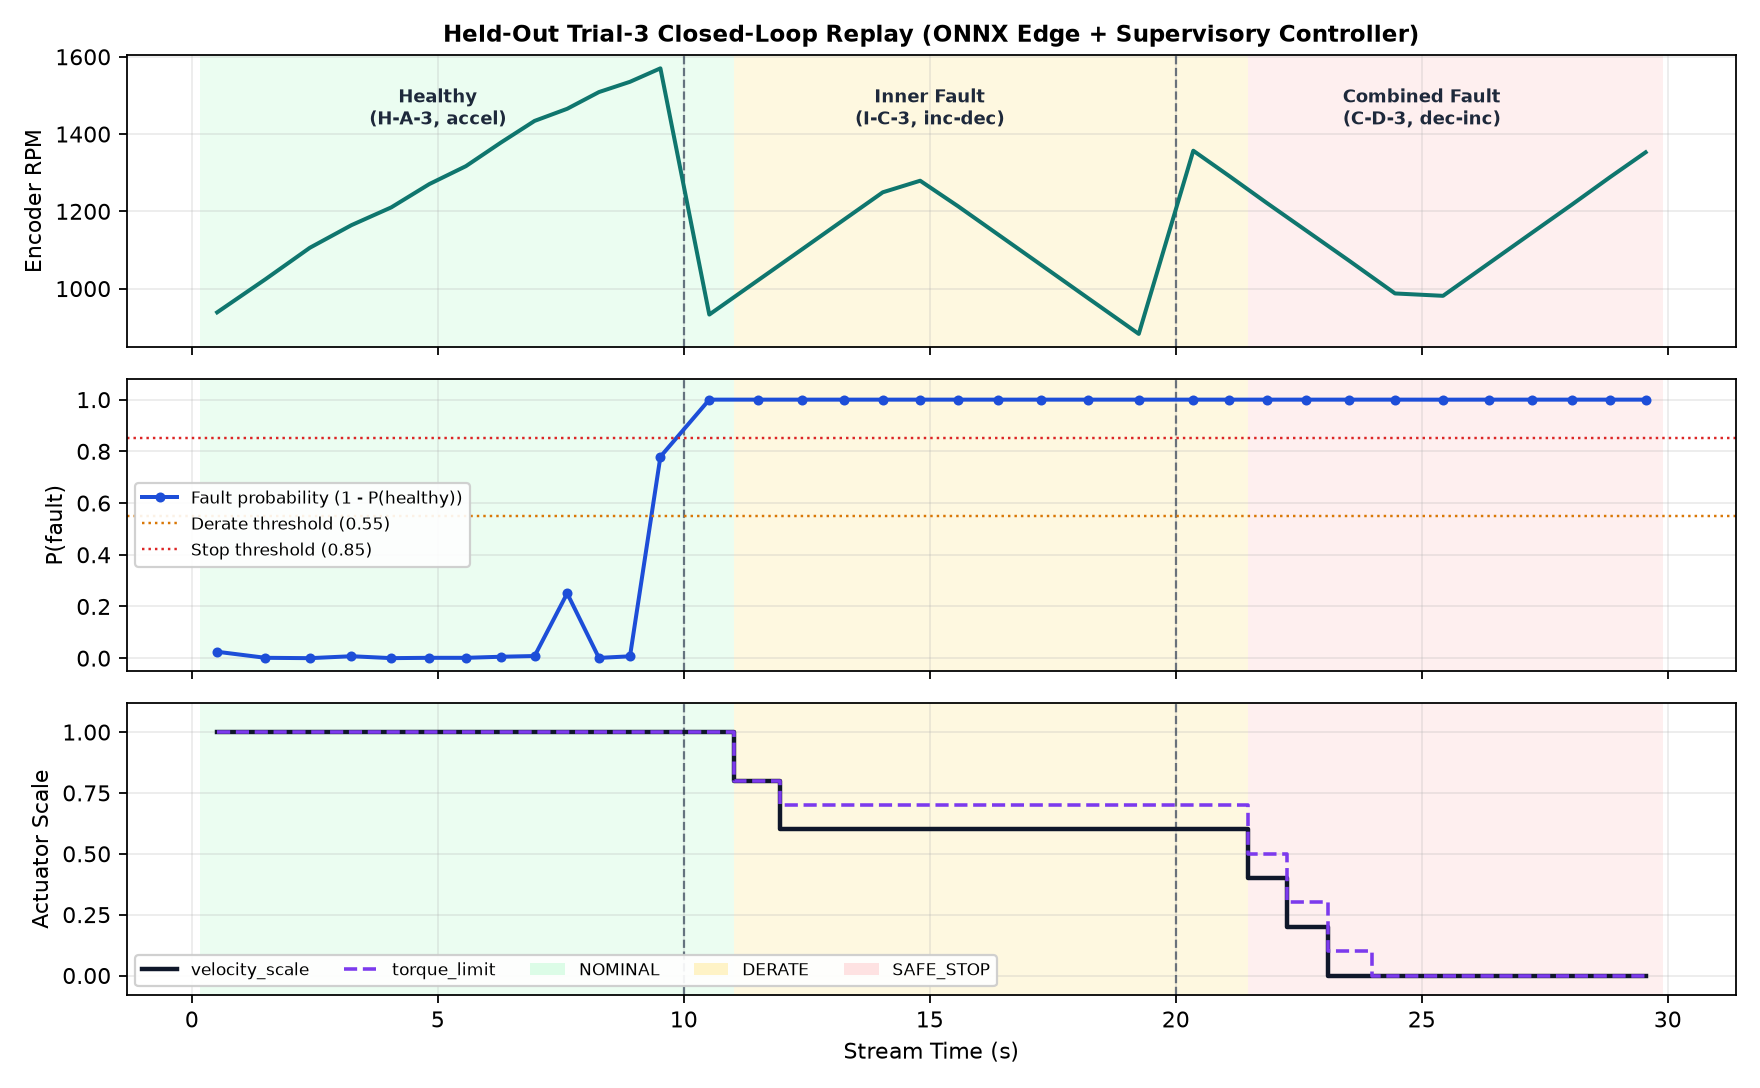 Held-Out Trial-3 Closed-Loop Replay (ONNX Edge + Supervisory Controller)
Encoder RPM
1600
1400
1200
1000
Healthy
(H-A-3, accel)
Inner Fault
(I-C-3, inc-dec)
Combined Fault
(C-D-3, dec-inc)
P(fault)
1.0
0.8
0.6
0.4
0.2
0.0
Fault probability (1 - P(healthy))
Derate threshold (0.55)
Stop threshold (0.85)
Actuator Scale
1.00
0.75
0.50
0.25
0.00
velocity_scale torque_limit NOMINAL DERATE SAFE_STOP
0 5 10 15 20 25 30
Stream Time (s)